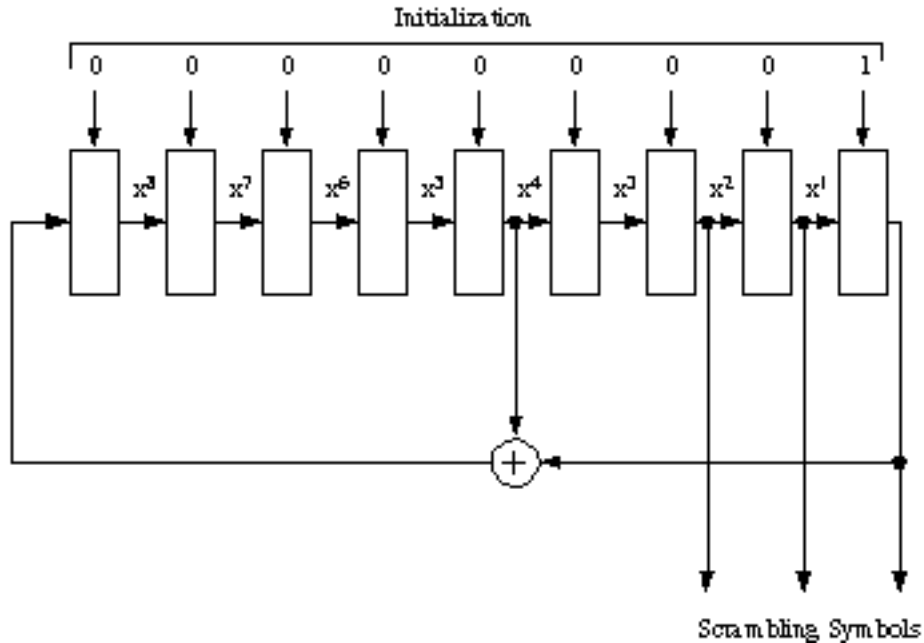 Initialization
0 0 0 0 0 0 0 0 1
x⁸ x⁷ x⁶ x⁵ x⁴ x³ x² x¹
+
Scrambling Symbols